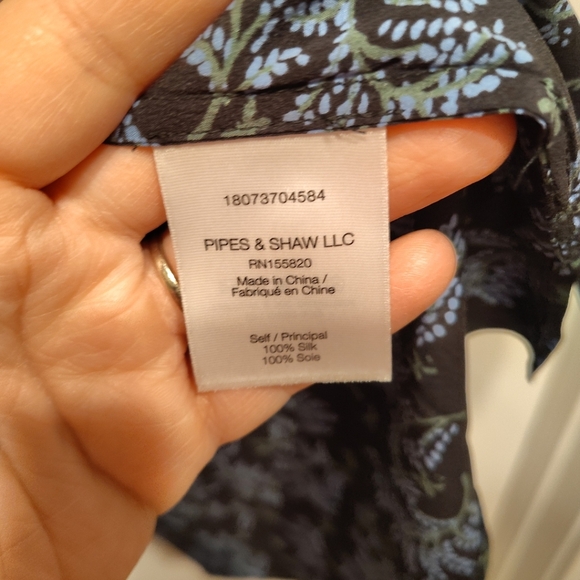 18073704584
PIPES & SHAW LLC
RN155820
Made in China /
Fabriqué en Chine
Self / Principal
100% Silk
100% Soie